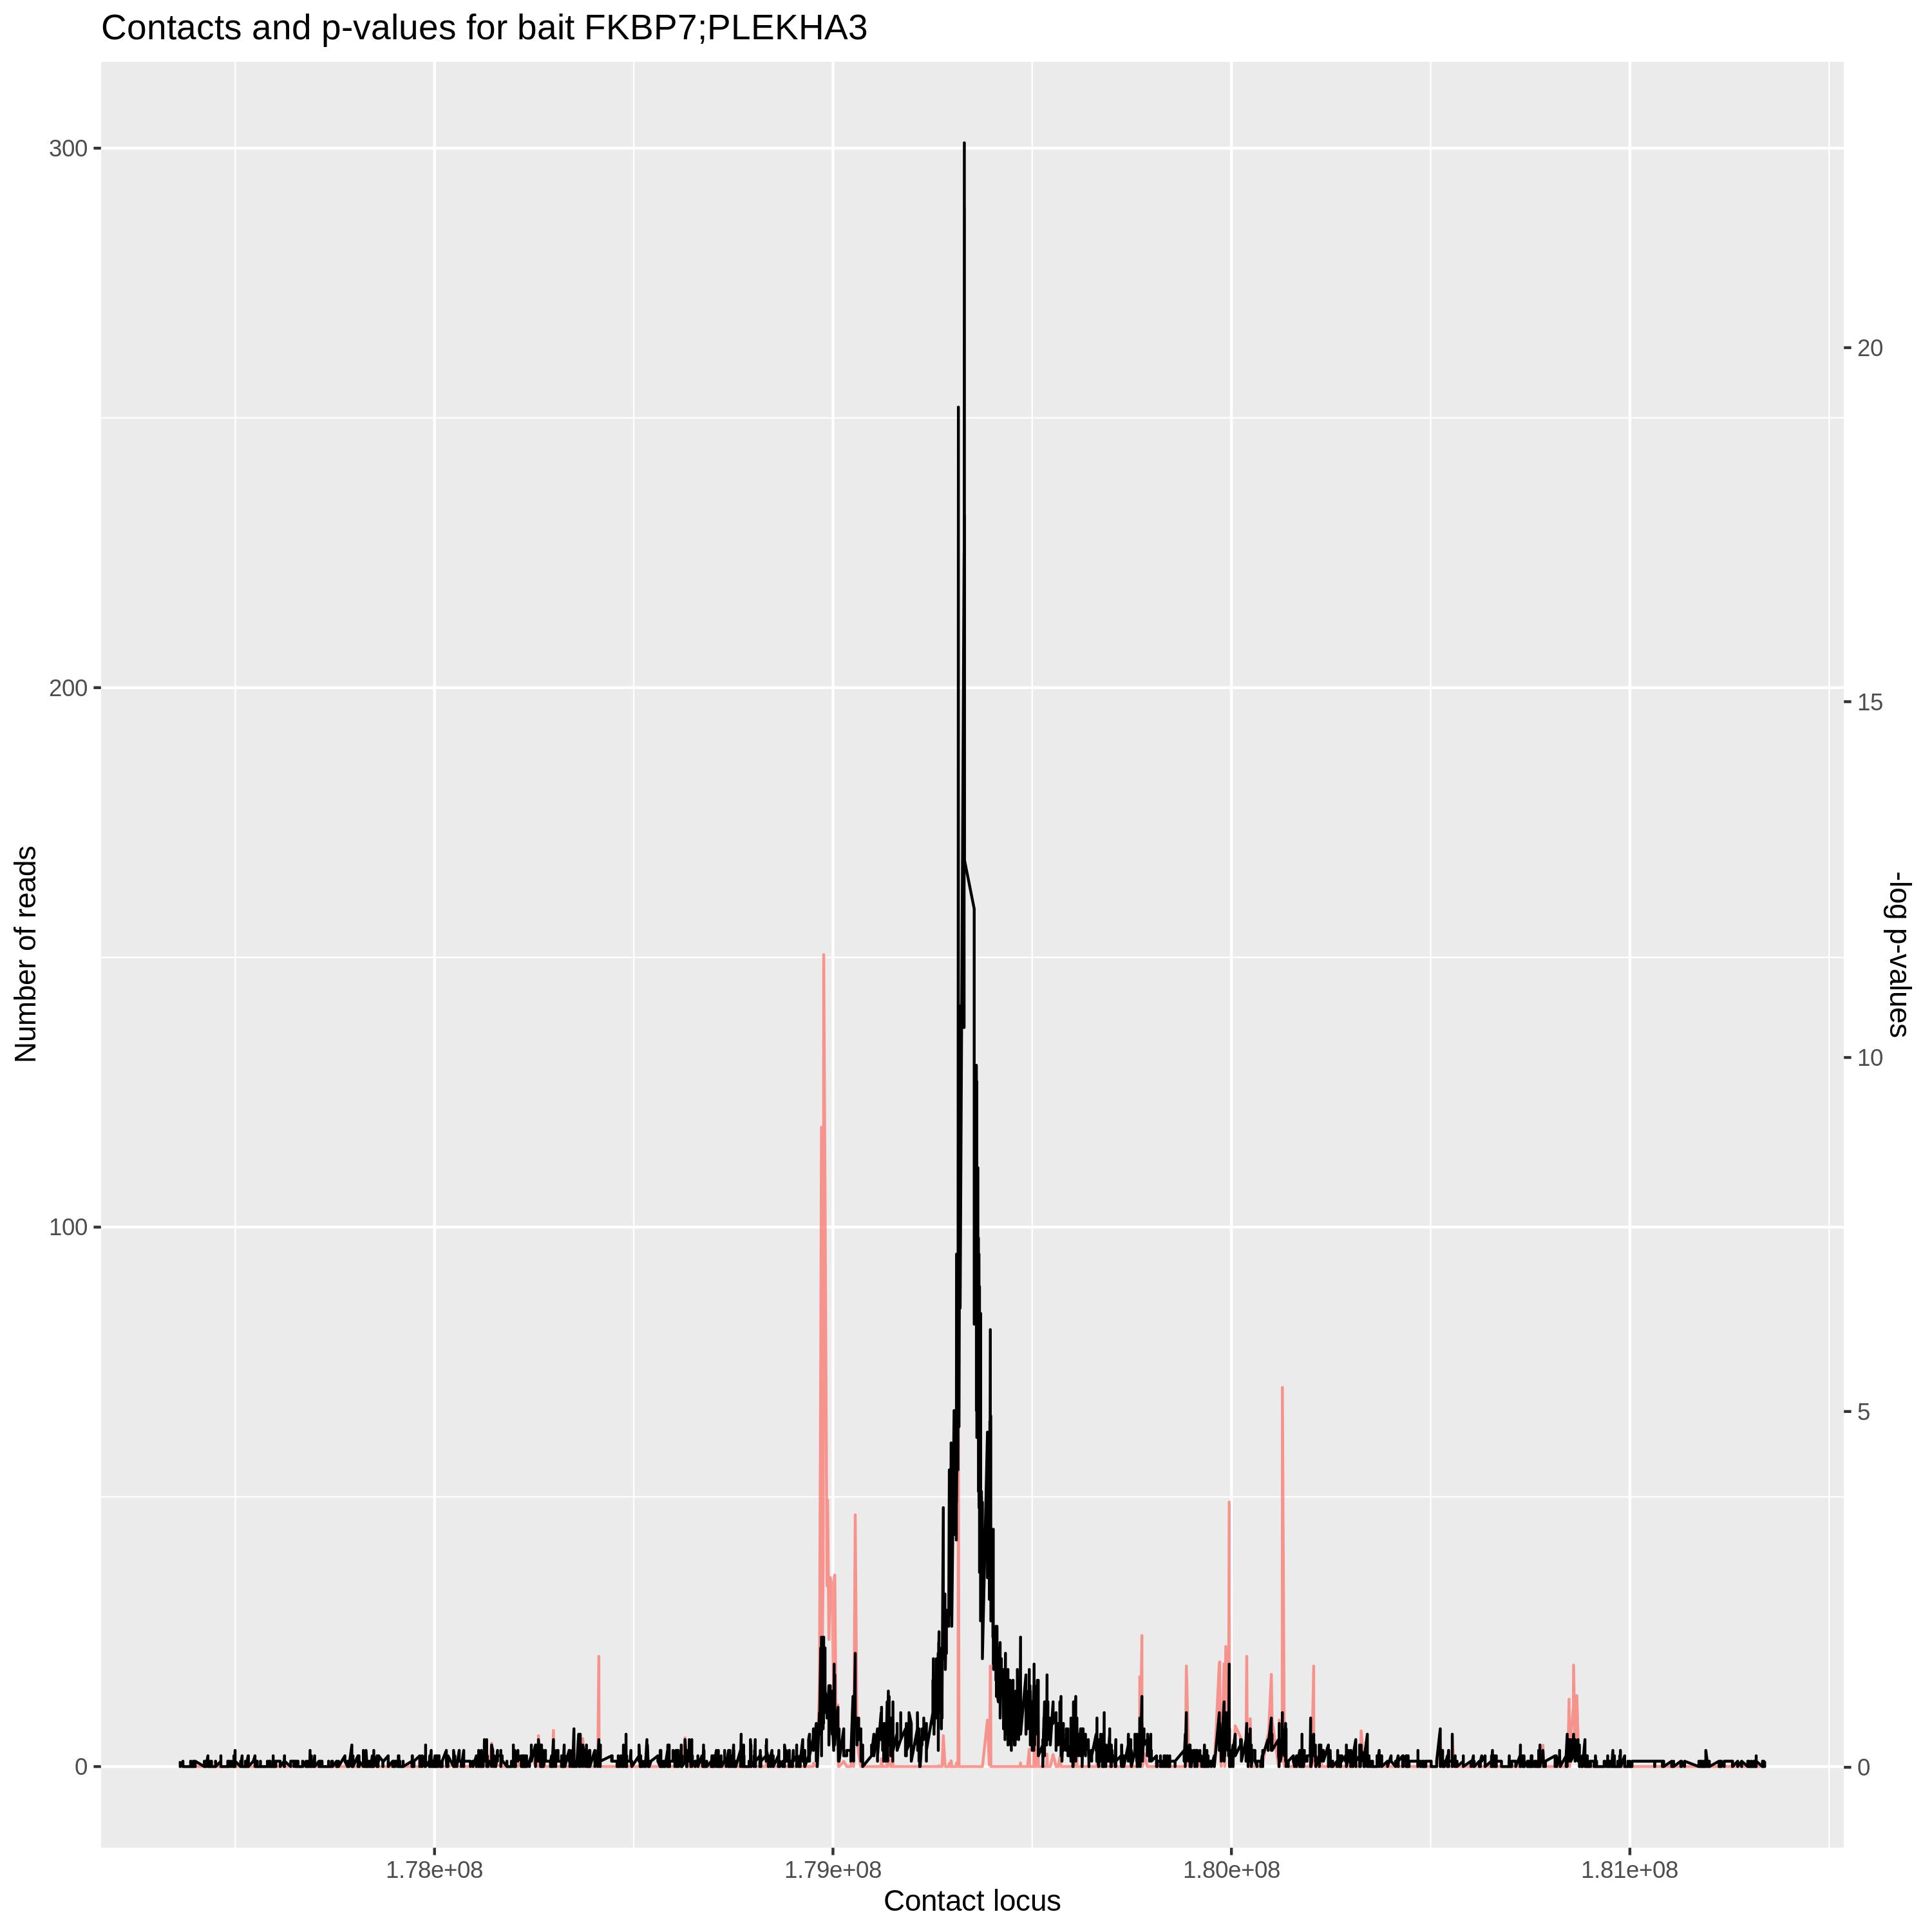 Contacts and p-values for bait FKBP7;PLEKHA3
300
200
100
0
Number of reads
20
15
10
5
0
-log p-values
1.78e+08
1.79e+08
1.80e+08
1.81e+08
Contact locus